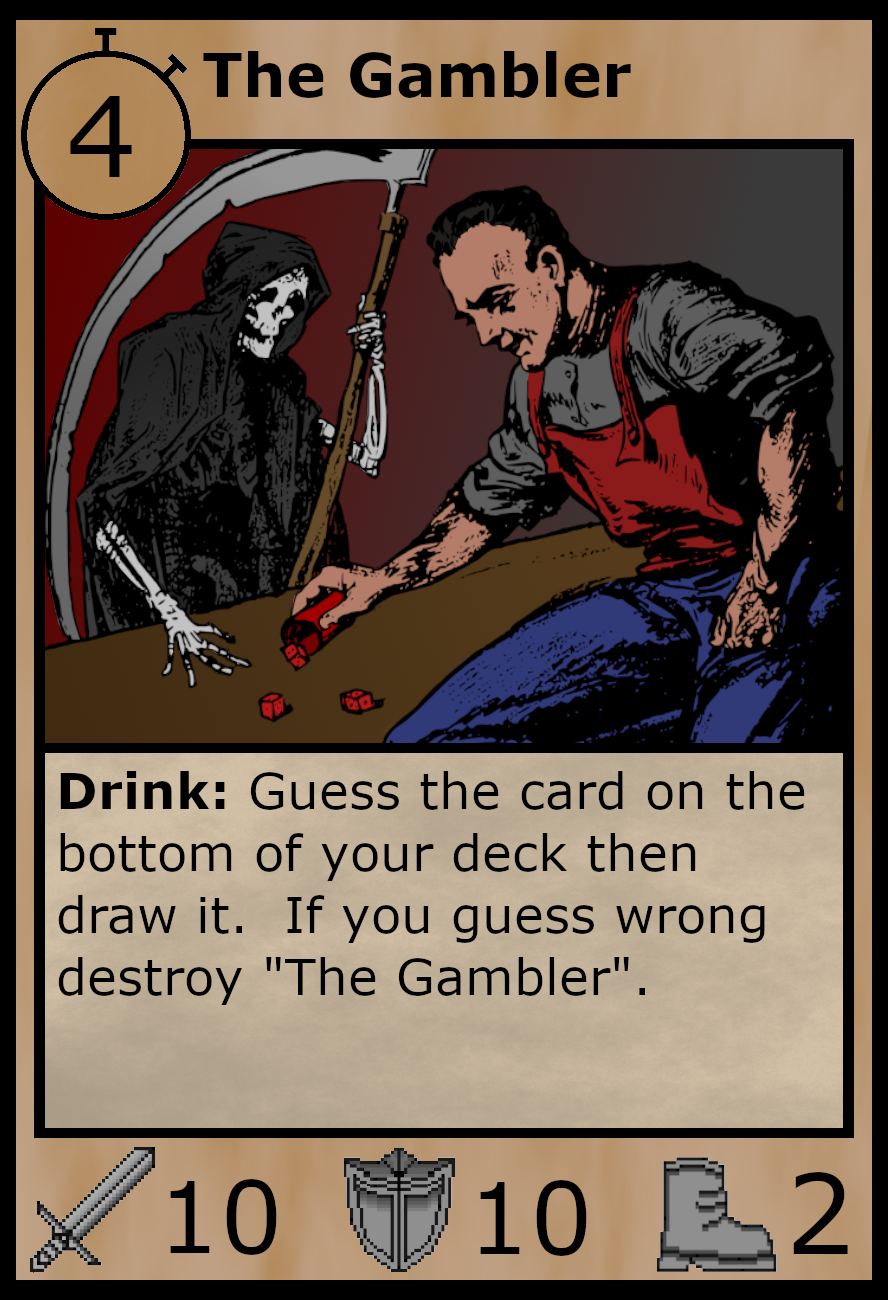 4
The Gambler
Drink: Guess the card on the
bottom of your deck then
draw it.  If you guess wrong
destroy "The Gambler".
10 10 2